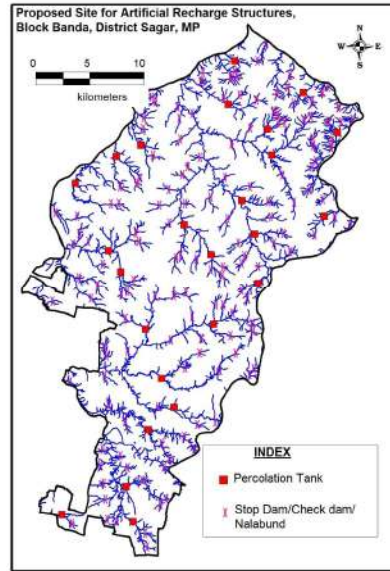 Proposed Site for Artificial Recharge Structures,
Block Banda, District Sagar, MP
N
W E
S
0 5 10
kilometers
INDEX
Percolation Tank
Stop Dam/Check dam/
Nalabund